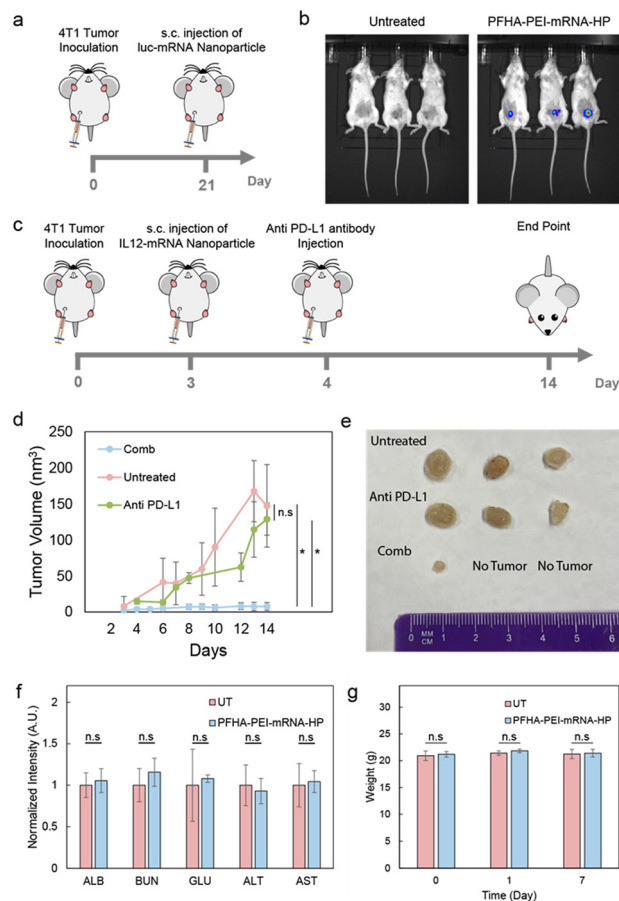 a
4T1 Tumor
Inoculation
s.c. injection of
luc-mRNA Nanoparticle
0
21
Day
b
Untreated
PFHA-PEI-mRNA-HP
c
4T1 Tumor
Inoculation
s.c. injection of
IL12-mRNA Nanoparticle
Anti PD-L1 antibody
Injection
End Point
0
3
4
14
Day
d
Tumor Volume (nm³)
250
200
150
100
50
0
Comb
Untreated
Anti PD-L1
n.s
*
*
2 4 6 8 10 12 14
Days
e
Untreated
Anti PD-L1
Comb
No Tumor
No Tumor
0 MM 1 2 3 4 5 6
CM
f
Normalized Intensity (A.U.)
2
1.5
1
0.5
0
UT
PFHA-PEI-mRNA-HP
n.s n.s n.s n.s n.s
ALB BUN GLU ALT AST
g
Weight (g)
30
25
20
15
10
5
0
UT
PFHA-PEI-mRNA-HP
n.s n.s n.s
0 1 7
Time (Day)